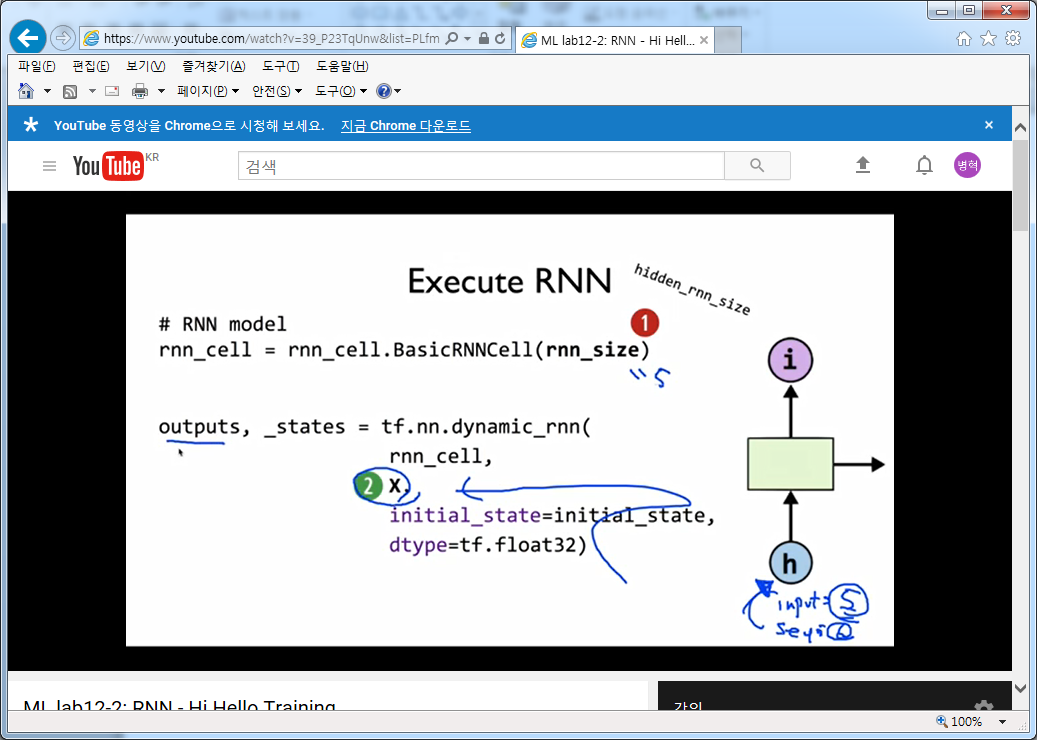 https://www.youtube.com/watch?v=39_P23TqUnw&list=PLfm
ML lab12-2: RNN - Hi Hell...
파일(F) 편집(E) 보기(V) 즐겨찾기(A) 도구(T) 도움말(H)
페이지(P) 안전(S) 도구(O)
YouTube 동영상을 Chrome으로 시청해 보세요. 지금 Chrome 다운로드
YouTube KR
검색
병혁
Execute RNN
hidden_rnn_size
# RNN model
1
rnn_cell = rnn_cell.BasicRNNCell(rnn_size)
5
i
outputs, _states = tf.nn.dynamic_rnn(
rnn_cell,
2 X,
initial_state=initial_state,
dtype=tf.float32)
h
input= 5
ML lab12-2: RNN - Hi Hello Training
강의
100%